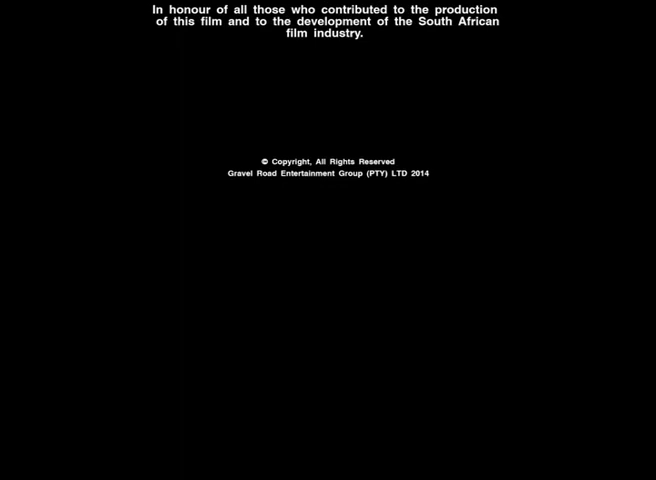 In honour of all those who contributed to the production
of this film and to the development of the South African
film industry.
© Copyright, All Rights Reserved
Gravel Road Entertainment Group (PTY) LTD 2014